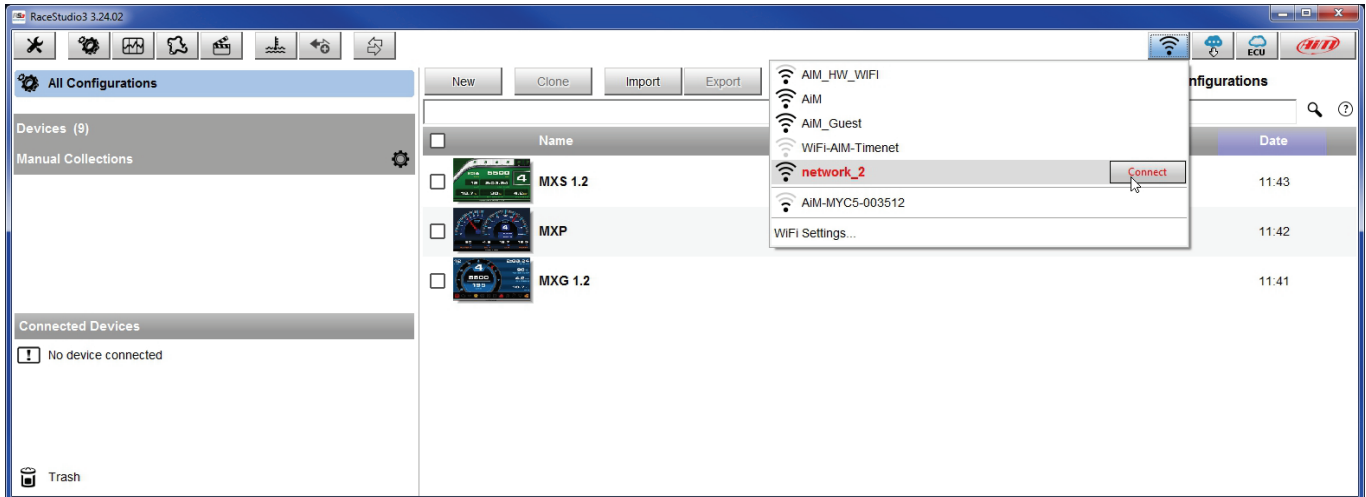 RaceStudio3 3.24.02
ECU
AiM
All Configurations
Devices (9)
Manual Collections
Connected Devices
No device connected
Trash
New Clone Import Export
nfigurations
Name Date
MXS 1.2 11:43
MXP 11:42
MXG 1.2 11:41
AIM_HW_WIFI
AiM
AiM_Guest
WiFi-AIM-Timenet
network_2 Connect
AiM-MYC5-003512
WiFi Settings...